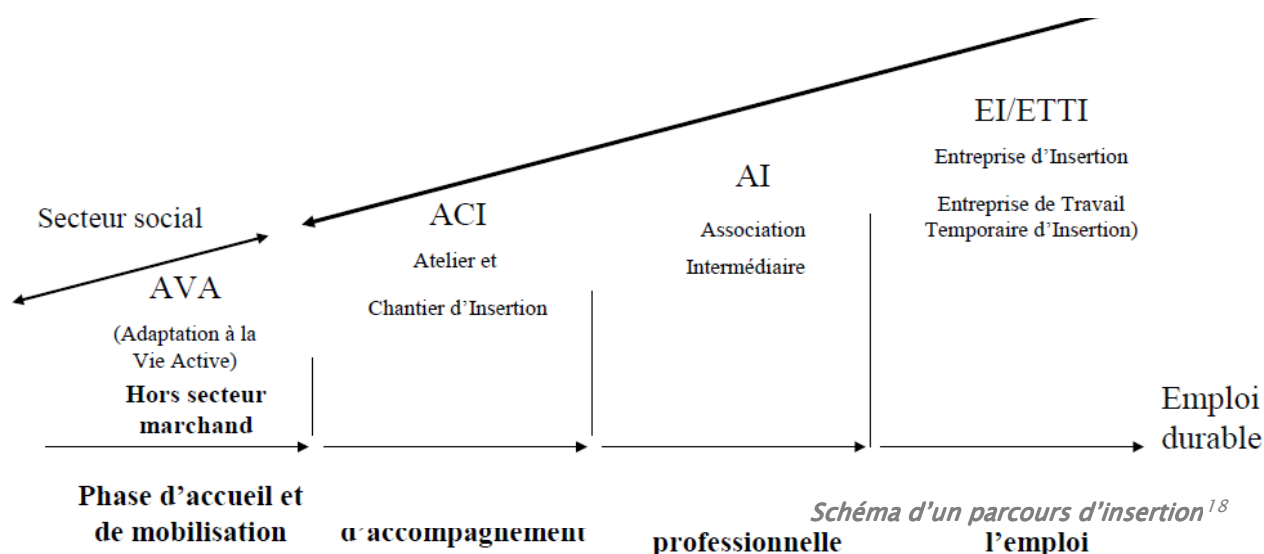 Secteur social
AVA
(Adaptation à la
Vie Active)
Hors secteur
marchand
Phase d'accueil et
de mobilisation
ACI
Atelier et
Chantier d'Insertion
d'accompagnement
AI
Association
Intermédiaire
professionnelle
EI/ETTI
Entreprise d'Insertion
Entreprise de Travail
Temporaire d'Insertion)
l'emploi
Emploi
durable
Schéma d'un parcours d'insertion18